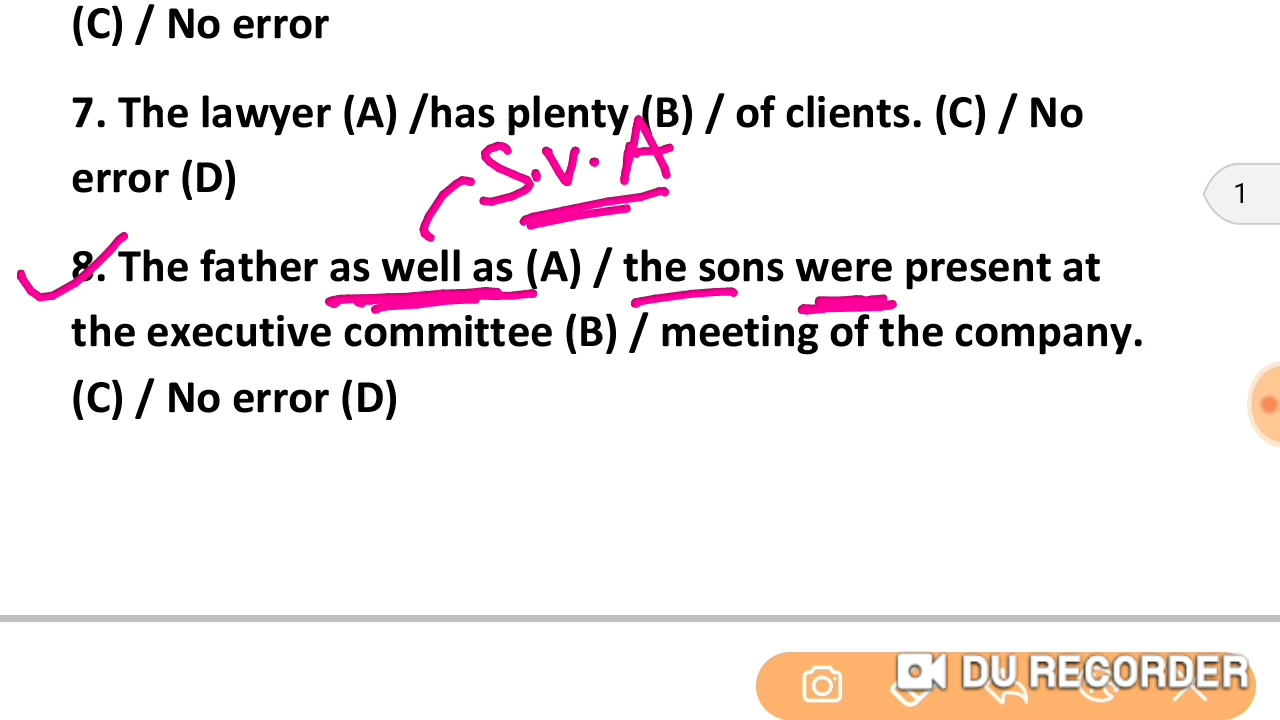 (C) / No error
7. The lawyer (A) /has plenty (B) / of clients. (C) / No
error (D)
S.V.A
1
8. The father as well as (A) / the sons were present at
the executive committee (B) / meeting of the company.
(C) / No error (D)
DU RECORDER